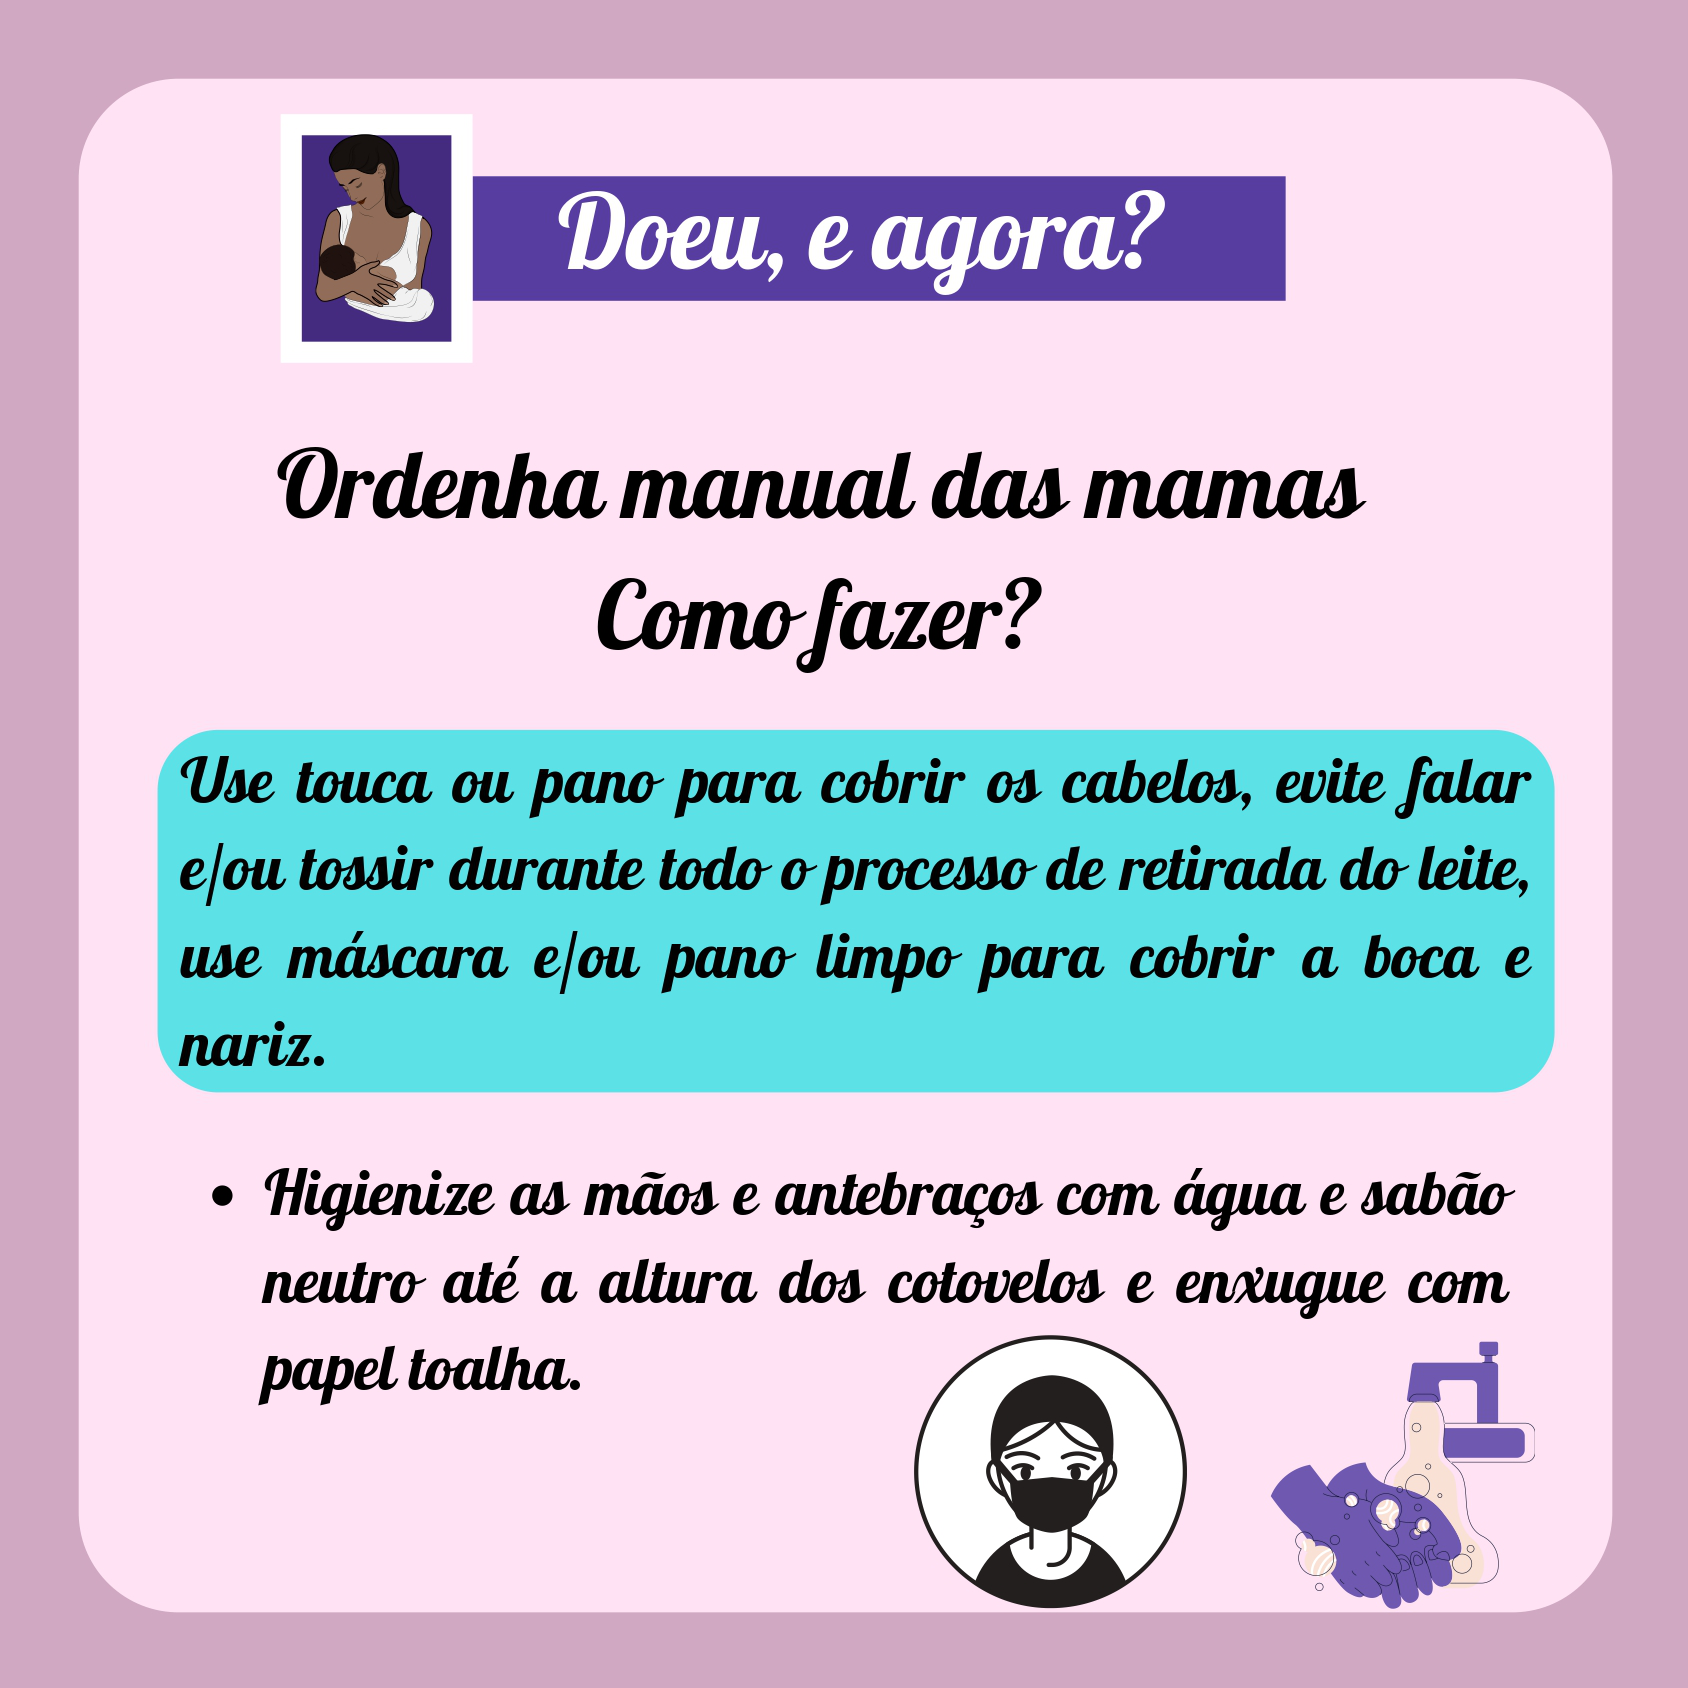 Doeu, e agora?
Ordenha manual das mamas
Como fazer?
Use touca ou pano para cobrir os cabelos, evite falar
e/ou tossir durante todo o processo de retirada do leite,
use máscara e/ou pano limpo para cobrir a boca e
nariz.
• Higienize as mãos e antebraços com água e sabão
neutro até a altura dos cotovelos e enxugue com
papel toalha.